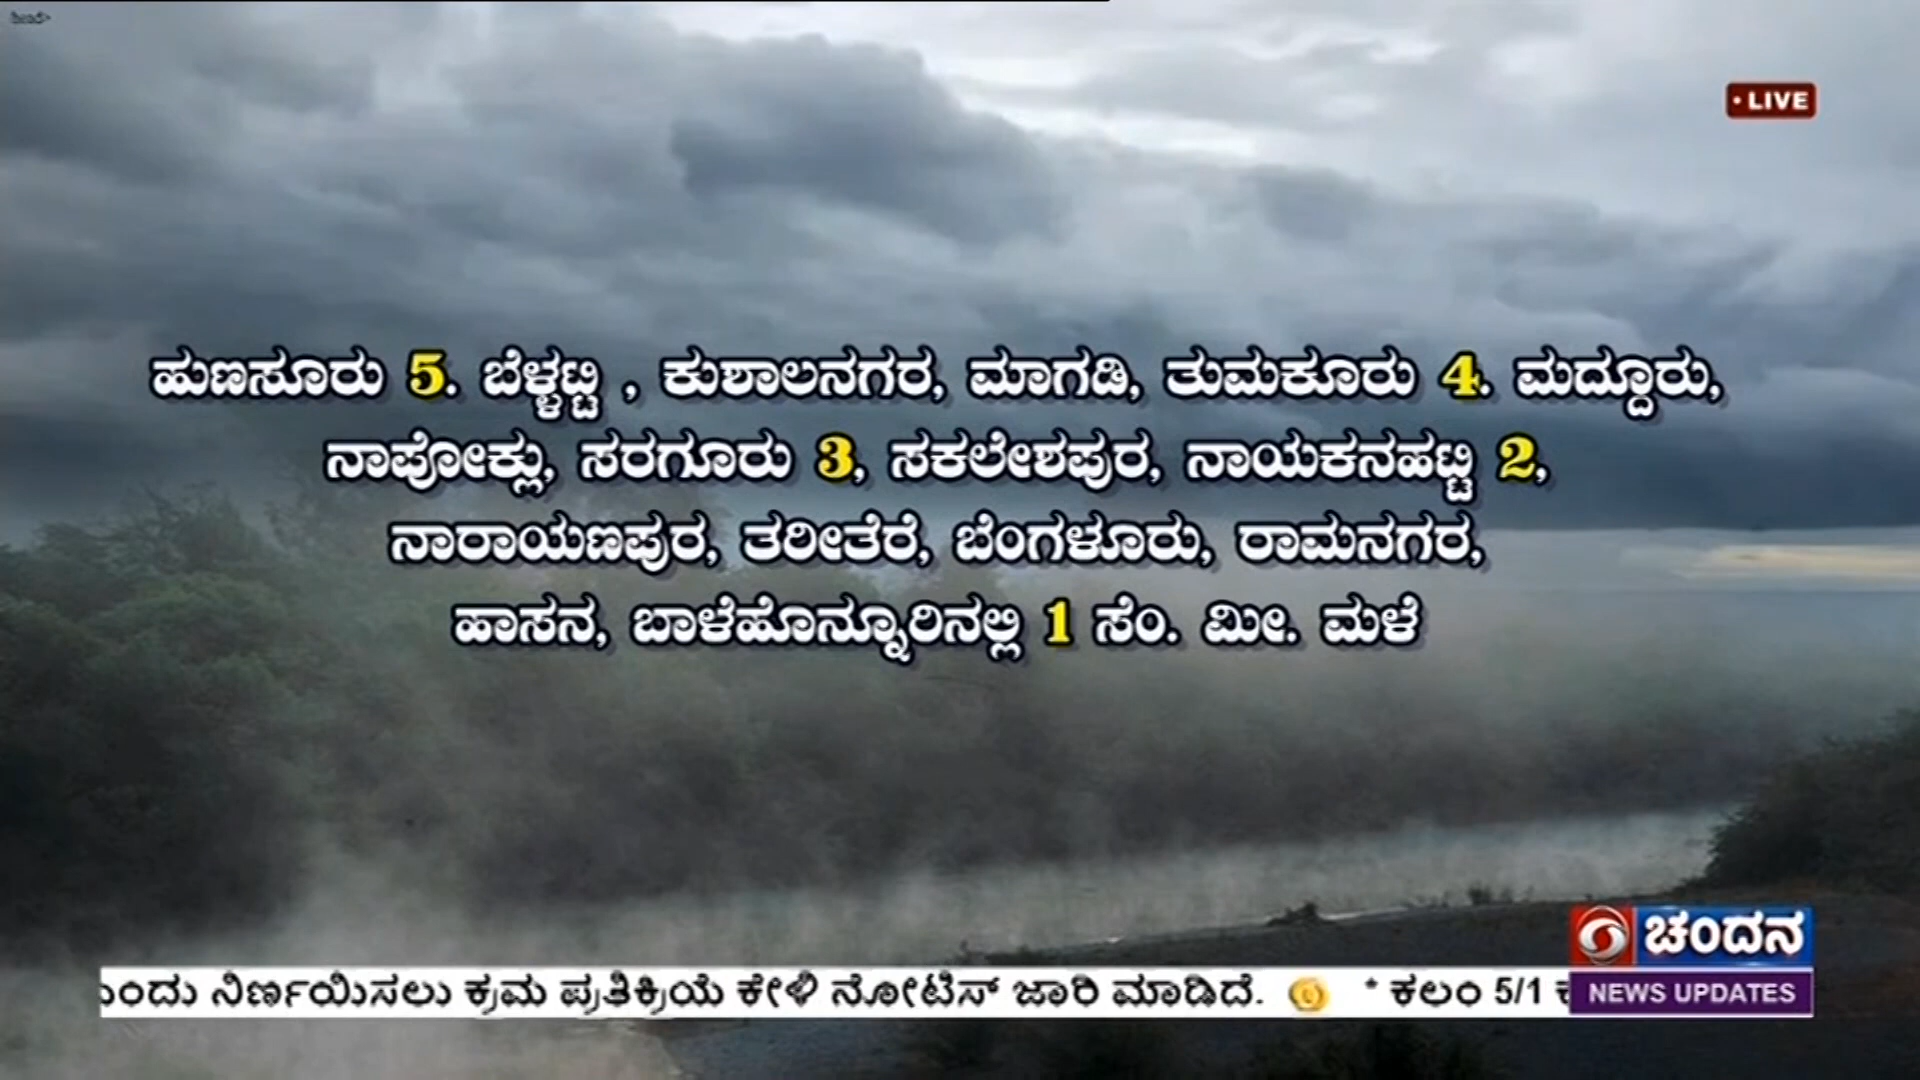 LIVE
ಹುಣಸೂರು 5. ಬೆಳ್ಳಟ್ಟಿ , ಕುಶಾಲನಗರ, ಮಾಗಡಿ, ತುಮಕೂರು 4. ಮದ್ದೂರು,
ನಾಪೋಕ್ಲು, ಸರಗೂರು 3, ಸಕಲೇಶಪುರ, ನಾಯಕನಹಟ್ಟಿ 2,
ನಾರಾಯಣಪುರ, ತರೀಕೆರೆ, ಬೆಂಗಳೂರು, ರಾಮನಗರ,
ಹಾಸನ, ಬಾಳೆಹೊನ್ನೂರಿನಲ್ಲಿ 1 ಸೆಂ. ಮೀ. ಮಳೆ
ಚಂದನ
ನಿರ್ಣಯಿಸಲು ಕ್ರಮ ಪ್ರತಿಕ್ರಿಯೆ ಕೇಳಿ ನೋಟಿಸ್ ಜಾರಿ ಮಾಡಿದೆ. * ಕಲಂ 5/1
NEWS UPDATES